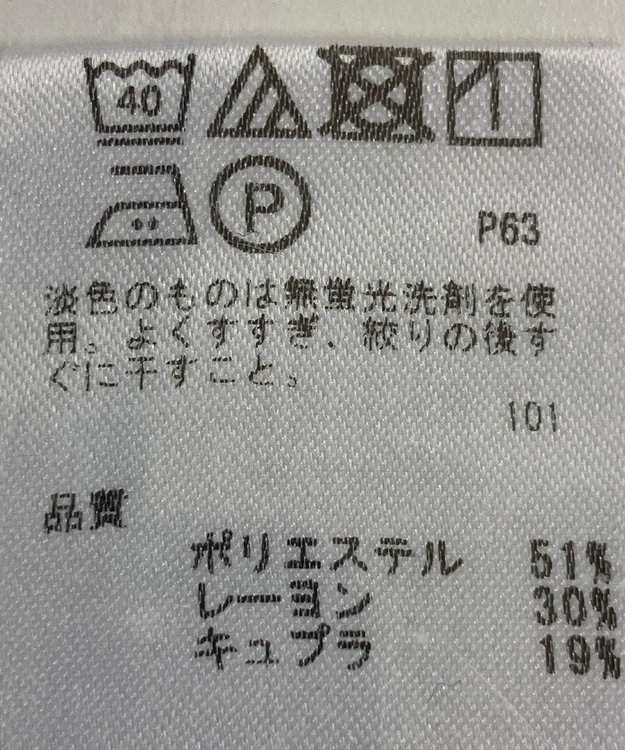 40
P
P63
淡色のものは無蛍光洗剤を使
用。よくすすぎ、絞りの後す
ぐに干すこと。
101
品質
ポリエステル 51%
レーヨン 30%
キュプラ 19%